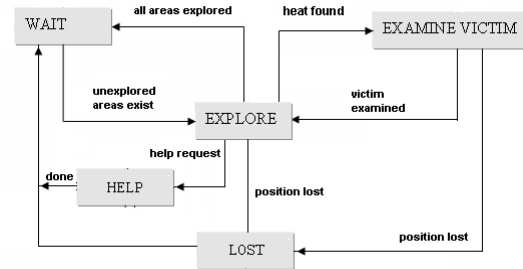 all areas explored
heat found
WAIT
EXAMINE VICTIM
unexplored
areas exist
victim
examined
EXPLORE
help request
done
HELP
position lost
LOST
position lost